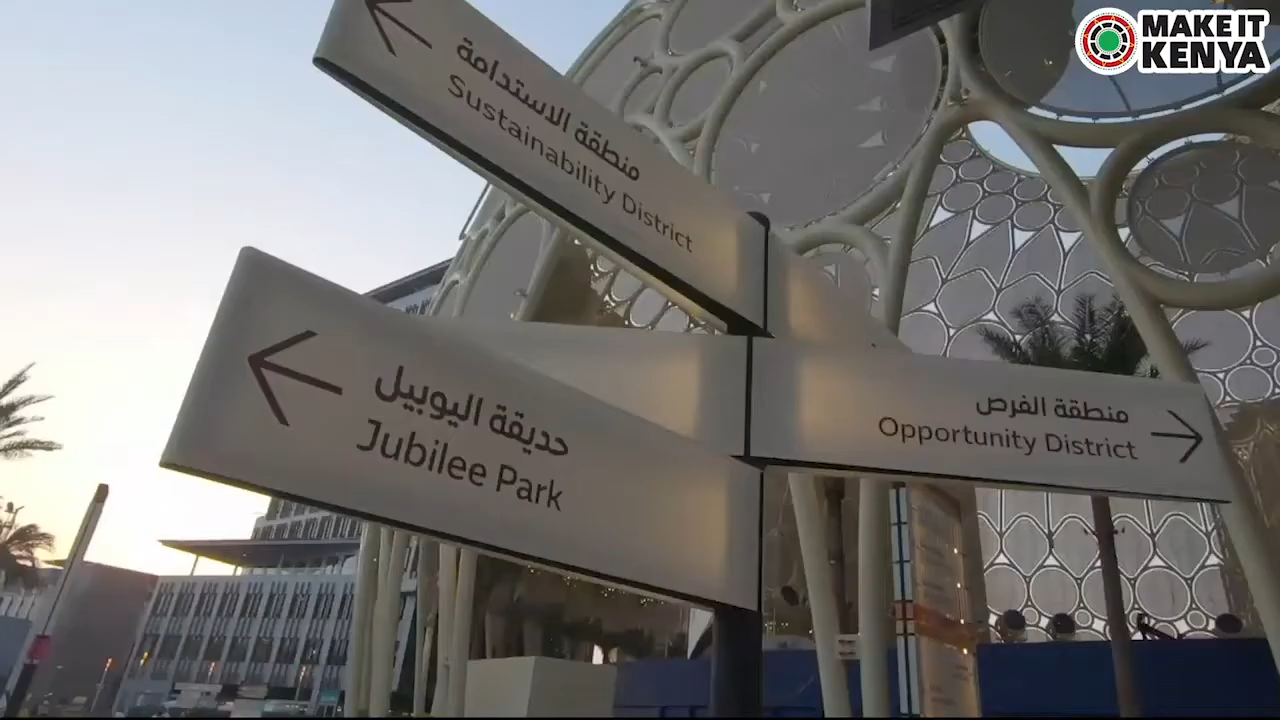 منطقة الاستدامة
Sustainability District
حديقة اليوبيل
Jubilee Park
منطقة الفرص
Opportunity District
MAKE IT
KENYA